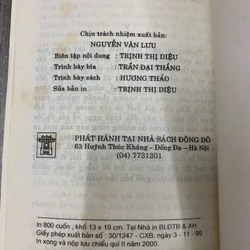 Chịu trách nhiệm xuất bản:
NGUYỄN VĂN LƯU
Biên tập nội dung : TRỊNH THỊ DIỆU
Trình bày bìa : TRẦN ĐẠI THẮNG
Trình bày sách : HƯƠNG THẢO
Sửa bản in : TRỊNH THỊ DIỆU
PHÁT HÀNH TẠI NHÀ SÁCH ĐÔNG ĐÔ
63 Huỳnh Thúc Kháng - Đống Đa - Hà Nội
(04) 7731301
In 800 cuốn , khổ 13 x 19 cm. Tại Nhà in BLĐTB & XH
Giấy phép xuất bản số : 30/1247 - CXB, ngày 3 - 11 - 99
In xong và nộp lưu chiểu quí II năm 2000.